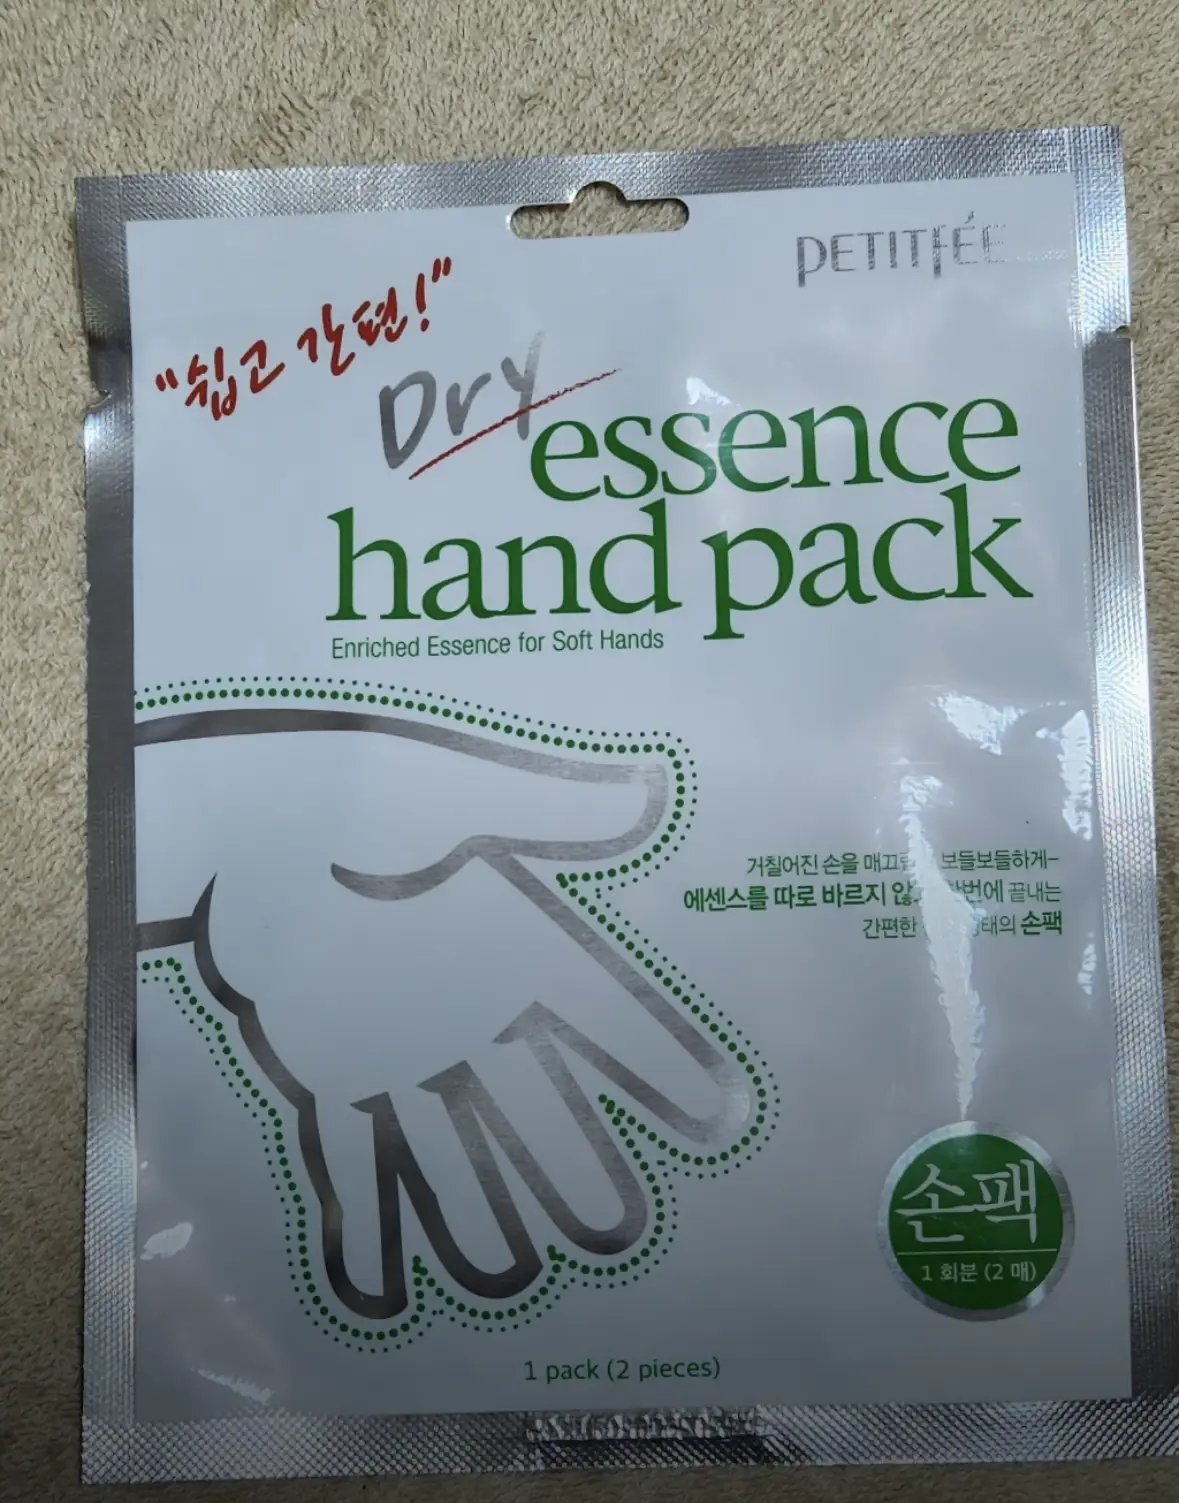 PETITFÉE
"쉽고 간편!"
Dry essence
hand pack
Enriched Essence for Soft Hands
거칠어진 손을 보들보들하게-
에센스를 따로 바르지 끝내는
간편한 손팩
손팩
1 회분 (2 매)
1 pack (2 pieces)